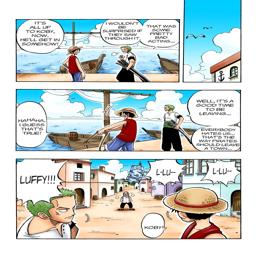 IT'S
ALL UP
TO KOBY,
NOW.
HE'LL GET IN
SOMEHOW!
I WOULDN'T
BE
SURPRISED IF
THEY SAW
THROUGH IT.
THAT WAS
SOME
PRETTY
BAD
ACTING...
HAHAHA,
I GUESS
THAT'S
TRUE!
WELL, IT'S
A GOOD
TIME TO
BE
LEAVING...
EVERYBODY
HATES US...
THAT'S THE
WAY PIRATES
SHOULD LEAVE
A TOWN...
LUFFY!!!
L-LU--
L-LU--
KOBY?